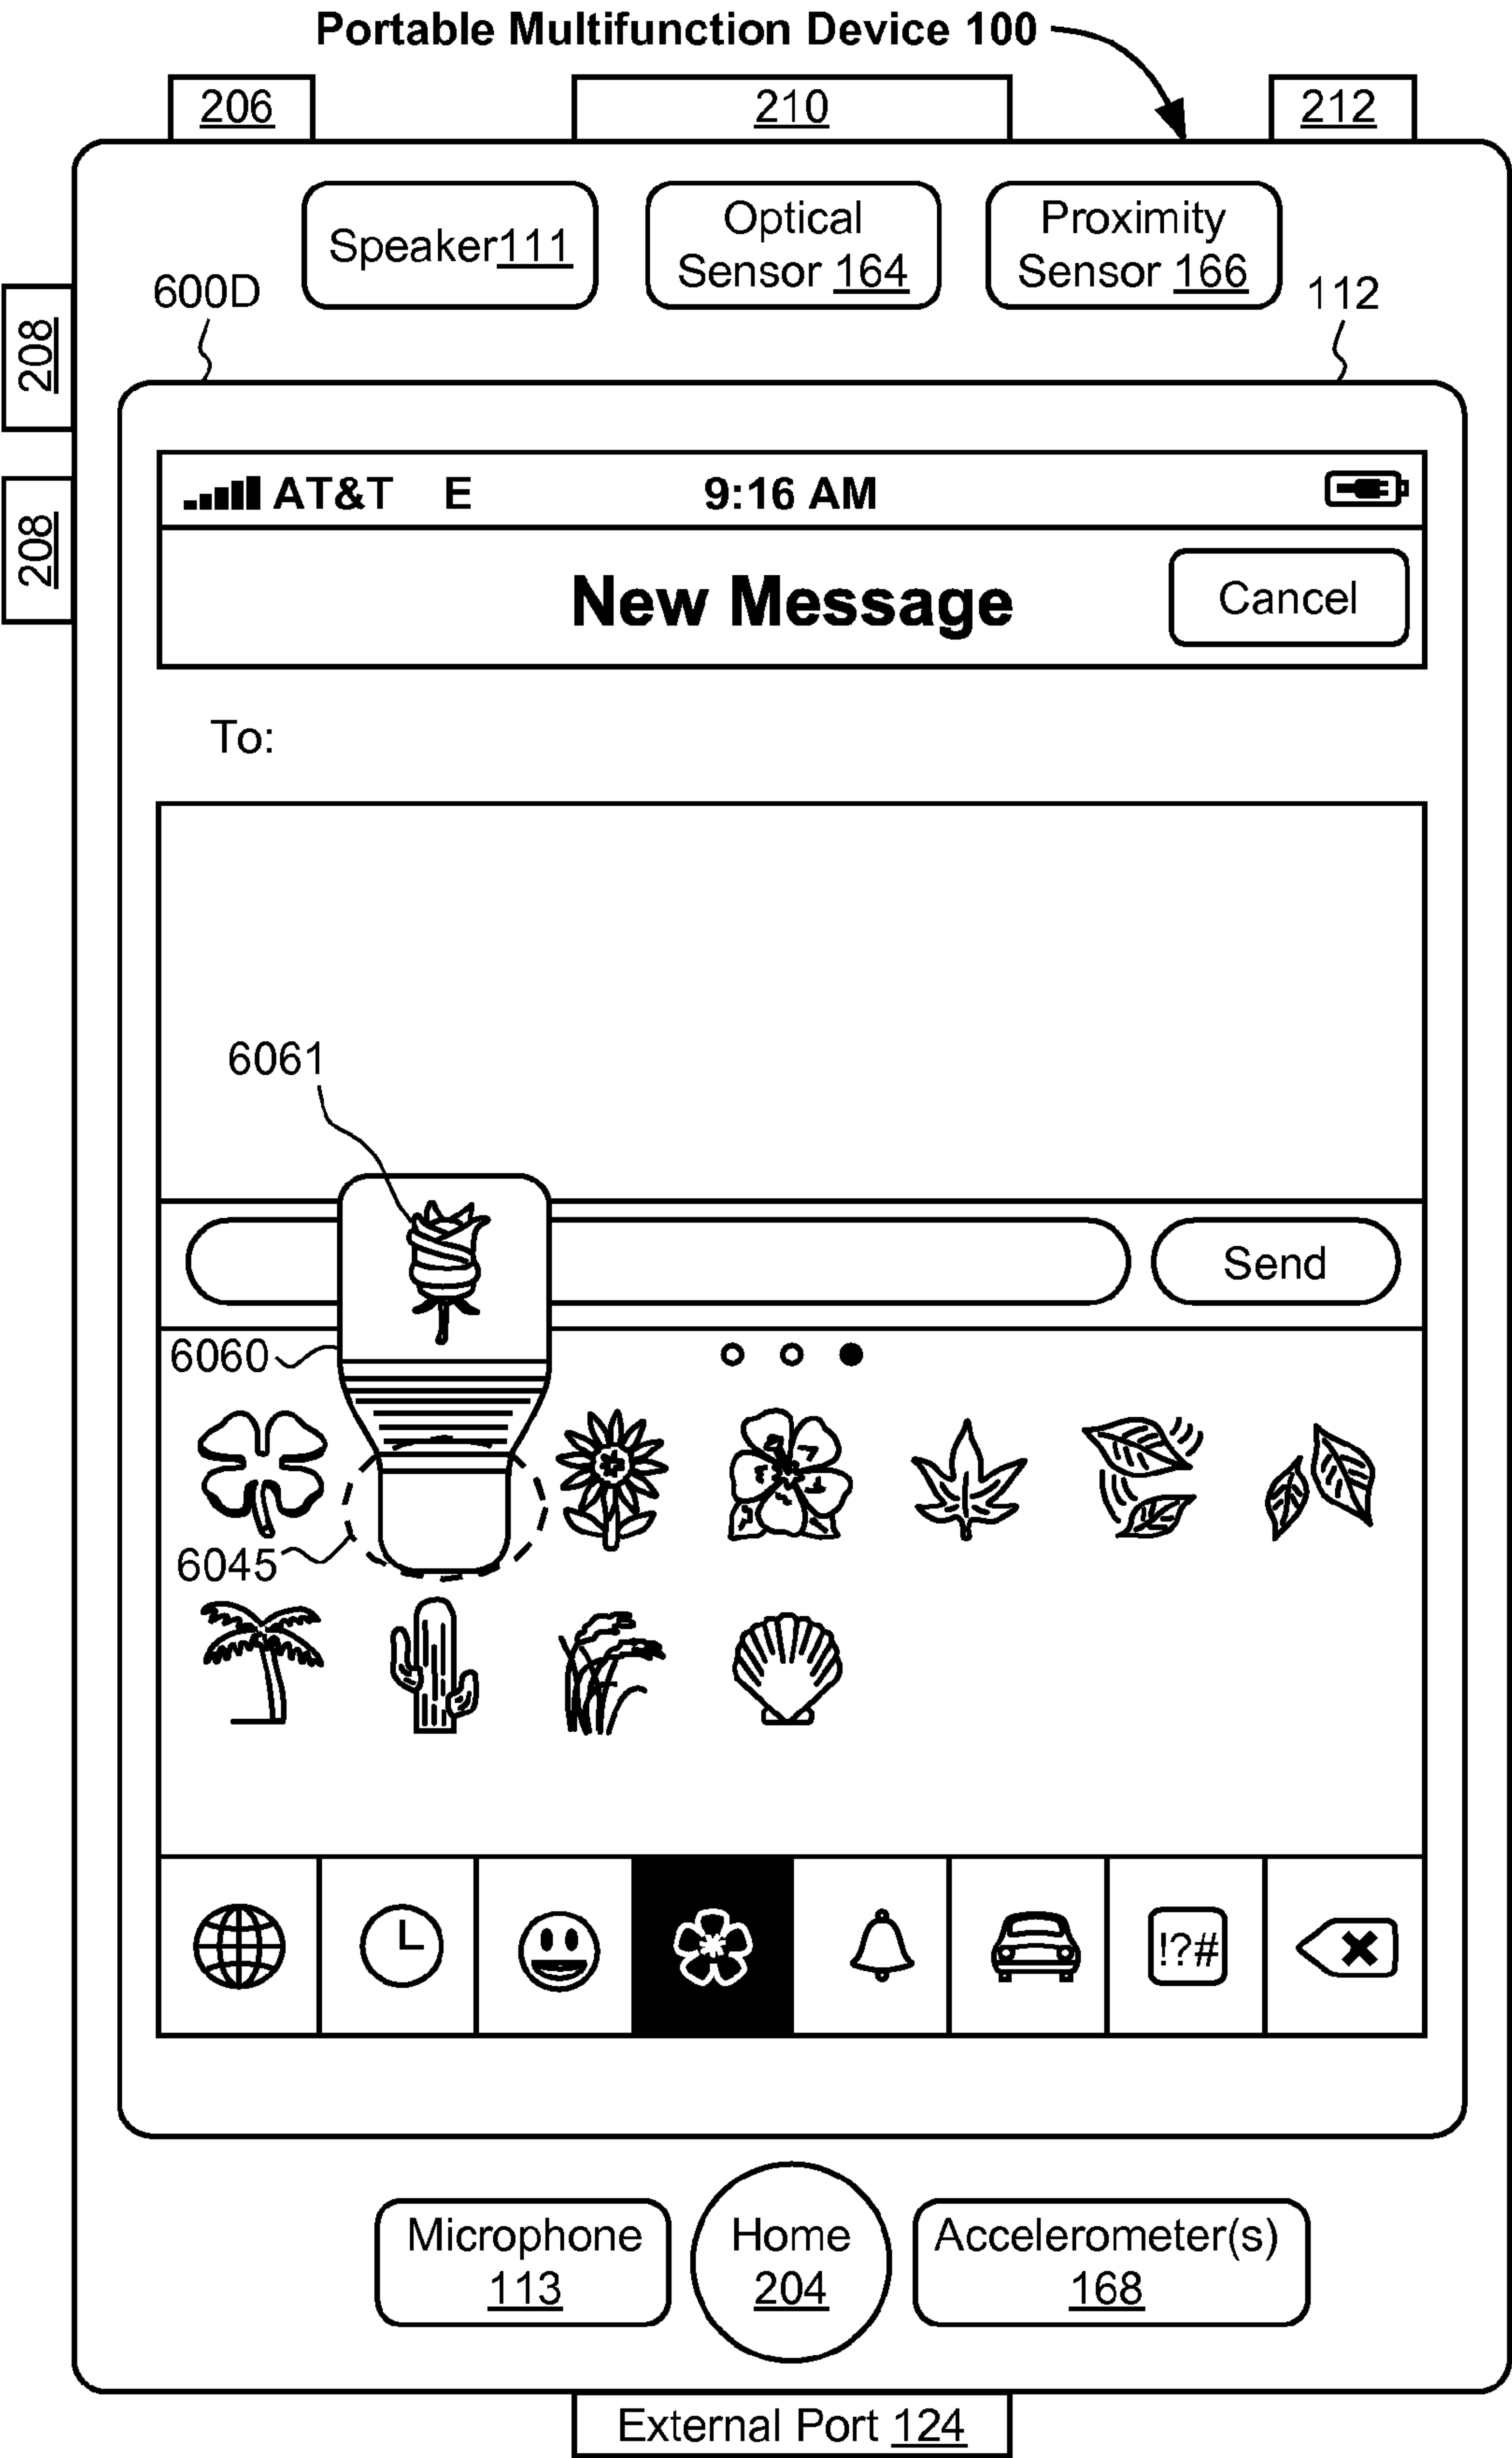 Portable Multifunction Device 100
206
210
212
Speaker 111
Optical
Sensor 164
Proximity
Sensor 166
600D
112
208
208
AT&T E 9:16 AM
New Message
Cancel
To:
6061
Send
6060
6045
!?#
Microphone
113
Home
204
Accelerometer(s)
168
External Port 124